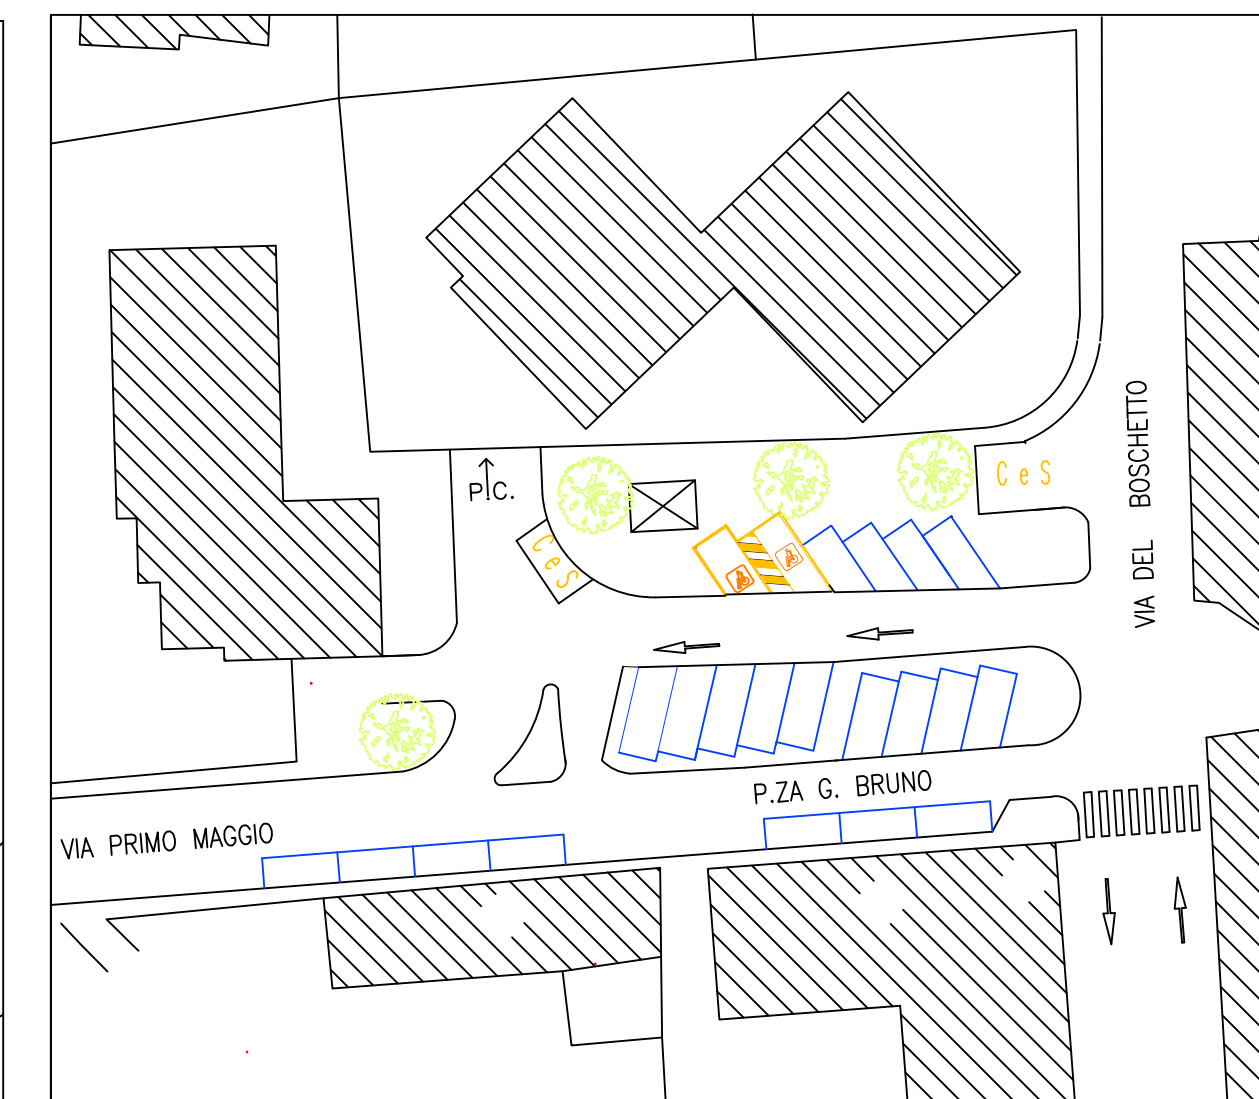 CeS
P.C.
CeS
VIA DEL BOSCHETTO
P.ZA G. BRUNO
VIA PRIMO MAGGIO